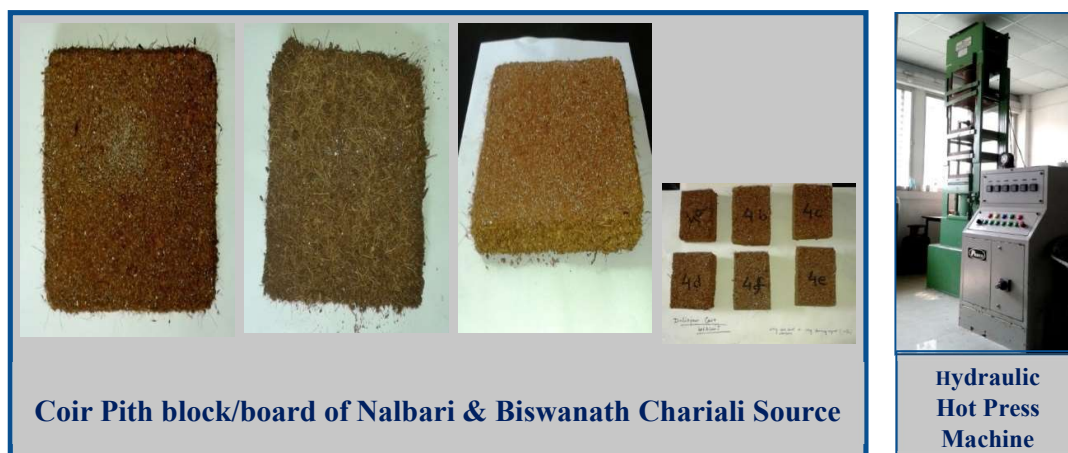 4b
4c
4d
4f
4e
Coir Pith block/board of Nalbari & Biswanath Chariali Source
Hydraulic
Hot Press
Machine